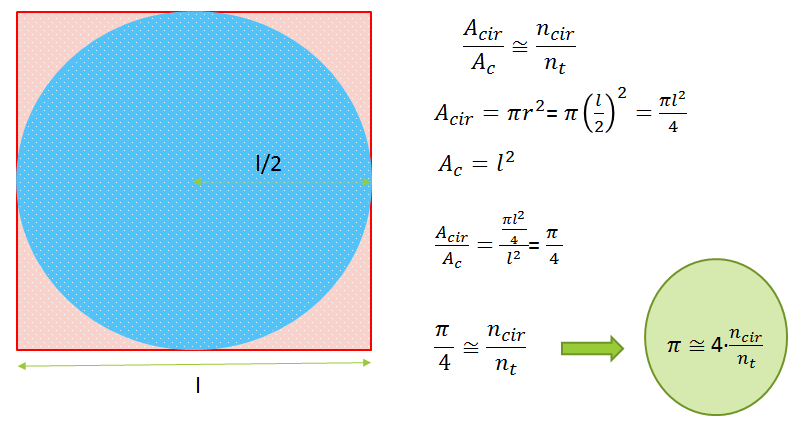 l/2
l
A_cir/A_c ≅ n_cir/n_t
A_cir = πr²= π(l/2)² = πl²/4
A_c = l²
A_cir/A_c = (πl²/4)/l²= π/4
π/4 ≅ n_cir/n_t
π ≅ 4·n_cir/n_t